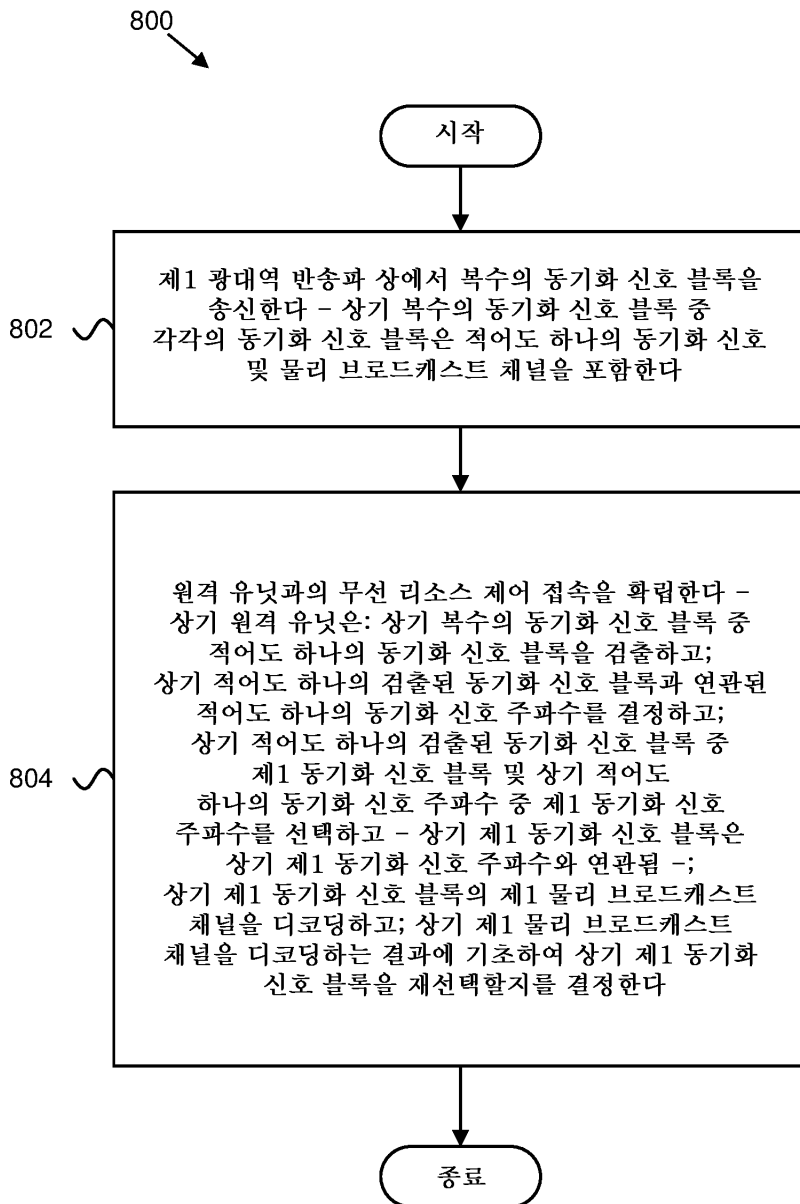 800
시작
802
제1 광대역 반송파 상에서 복수의 동기화 신호 블록을
송신한다 – 상기 복수의 동기화 신호 블록 중
각각의 동기화 신호 블록은 적어도 하나의 동기화 신호
및 물리 브로드캐스트 채널을 포함한다
804
원격 유닛과의 무선 리소스 제어 접속을 확립한다 –
상기 원격 유닛은: 상기 복수의 동기화 신호 블록 중
적어도 하나의 동기화 신호 블록을 검출하고;
상기 적어도 하나의 검출된 동기화 신호 블록과 연관된
적어도 하나의 동기화 신호 주파수를 결정하고;
상기 적어도 하나의 검출된 동기화 신호 블록 중
제1 동기화 신호 블록 및 상기 적어도
하나의 동기화 신호 주파수 중 제1 동기화 신호
주파수를 선택하고 – 상기 제1 동기화 신호 블록은
상기 제1 동기화 신호 주파수와 연관됨 –;
상기 제1 동기화 신호 블록의 제1 물리 브로드캐스트
채널을 디코딩하고; 상기 제1 물리 브로드캐스트
채널을 디코딩하는 결과에 기초하여 상기 제1 동기화
신호 블록을 재선택할지를 결정한다
종료